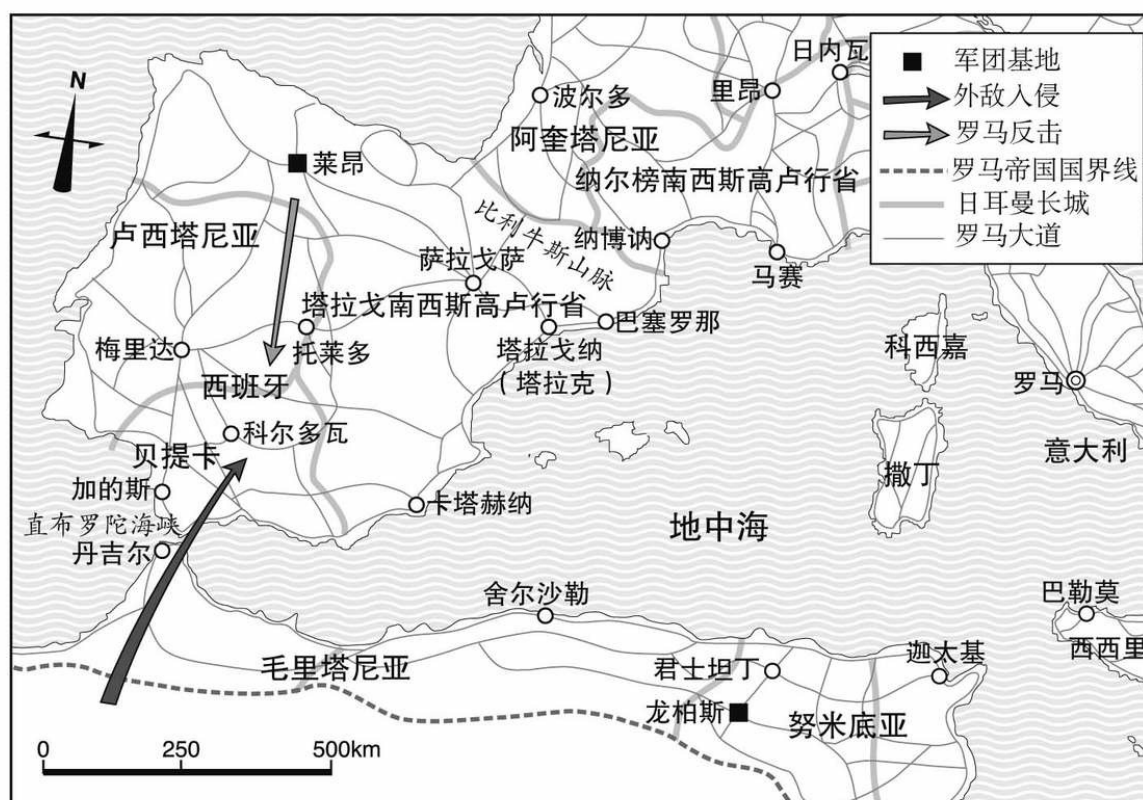 N
日内瓦
里昂
波尔多
阿奎塔尼亚
纳尔榜南西斯高卢行省
军团基地
外敌入侵
罗马反击
罗马帝国国界线
日耳曼长城
罗马大道
莱昂
卢西塔尼亚
比利牛斯山脉
纳博讷
马赛
萨拉戈萨
塔拉戈南西斯高卢行省
巴塞罗那
塔拉戈纳
（塔拉克）
梅里达
托莱多
西班牙
科西嘉
罗马
意大利
科尔多瓦
贝提卡
撒丁
加的斯
卡塔赫纳
直布罗陀海峡
丹吉尔
地中海
舍尔沙勒
巴勒莫
西西里
毛里塔尼亚
君士坦丁
迦太基
龙柏斯
努米底亚
0 250 500km